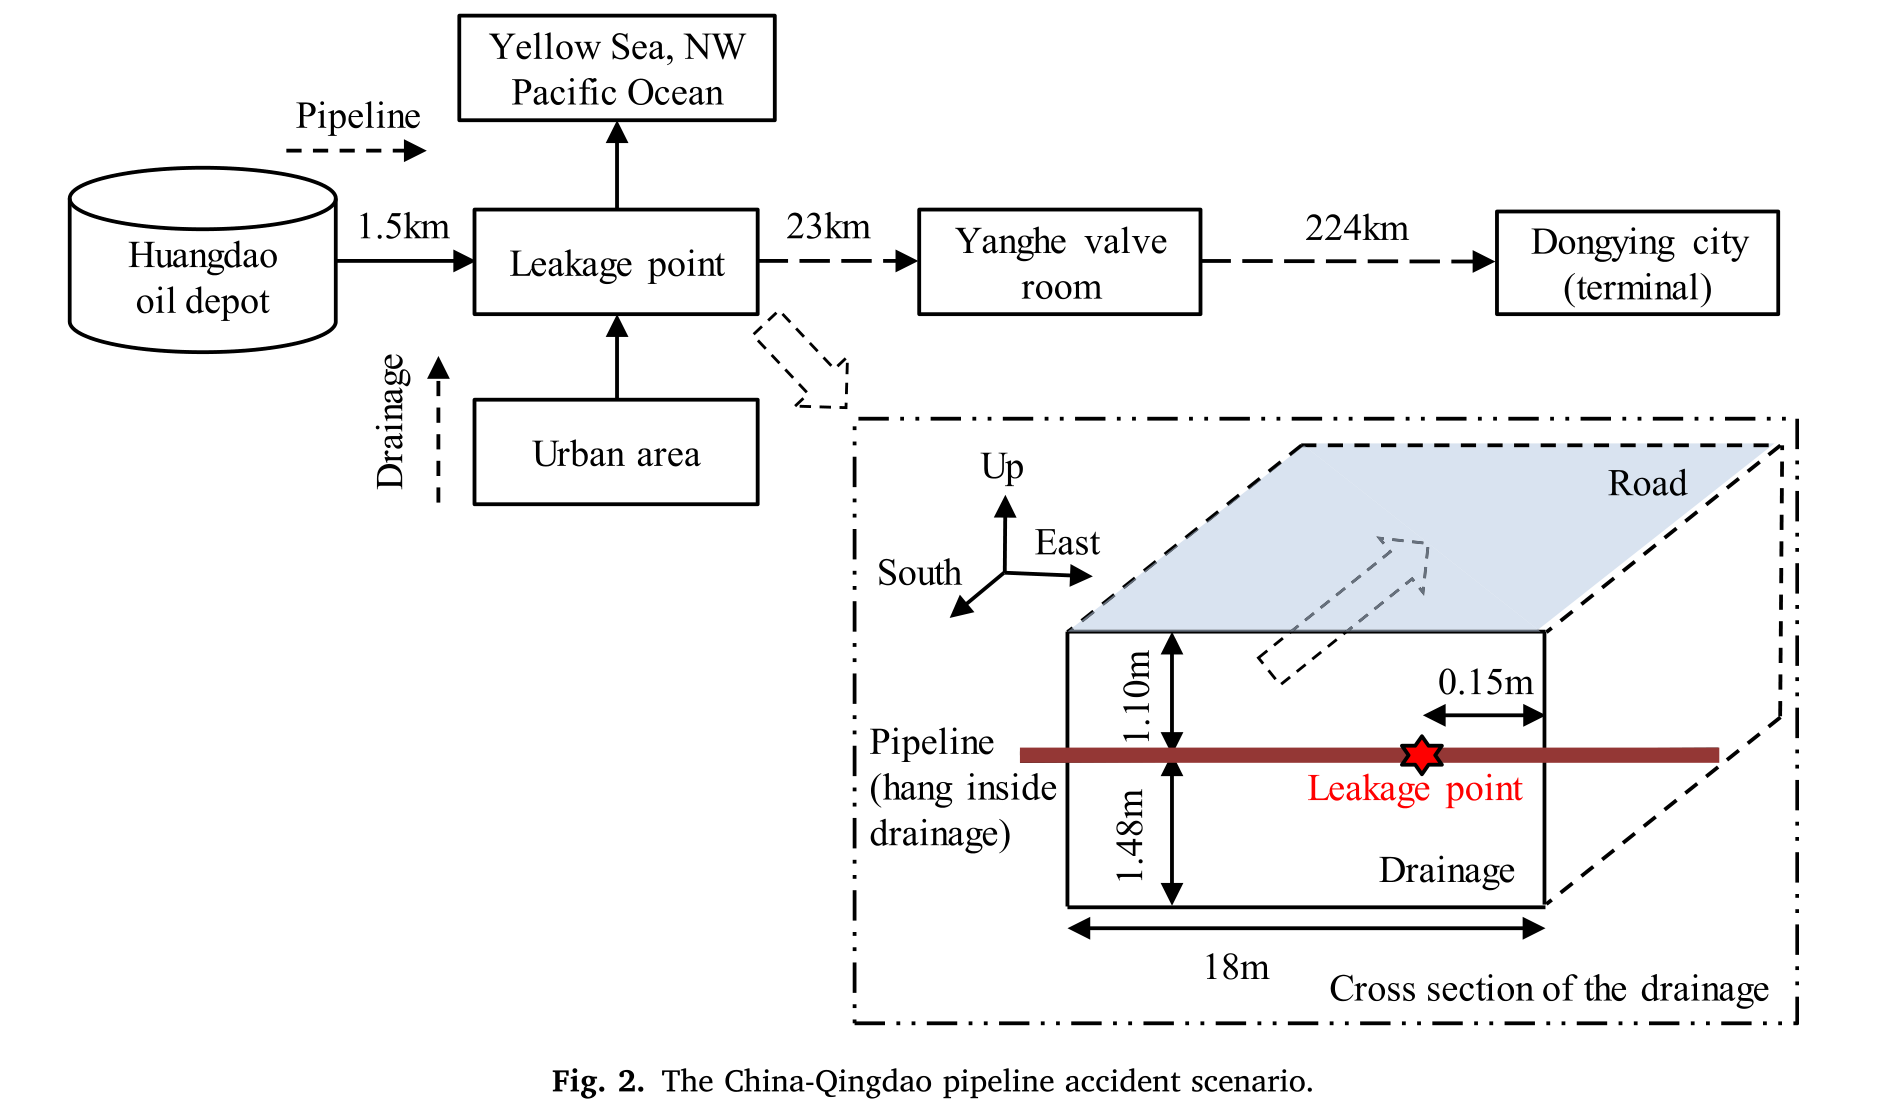 Yellow Sea, NW
Pacific Ocean
Pipeline
Huangdao
oil depot
1.5km
Leakage point
23km
Yanghe valve
room
224km
Dongying city
(terminal)
Drainage
Urban area
Up
East
South
Road
1.10m
0.15m
Pipeline
(hang inside
drainage)
Leakage point
1.48m
Drainage
18m
Cross section of the drainage
Fig. 2. The China-Qingdao pipeline accident scenario.